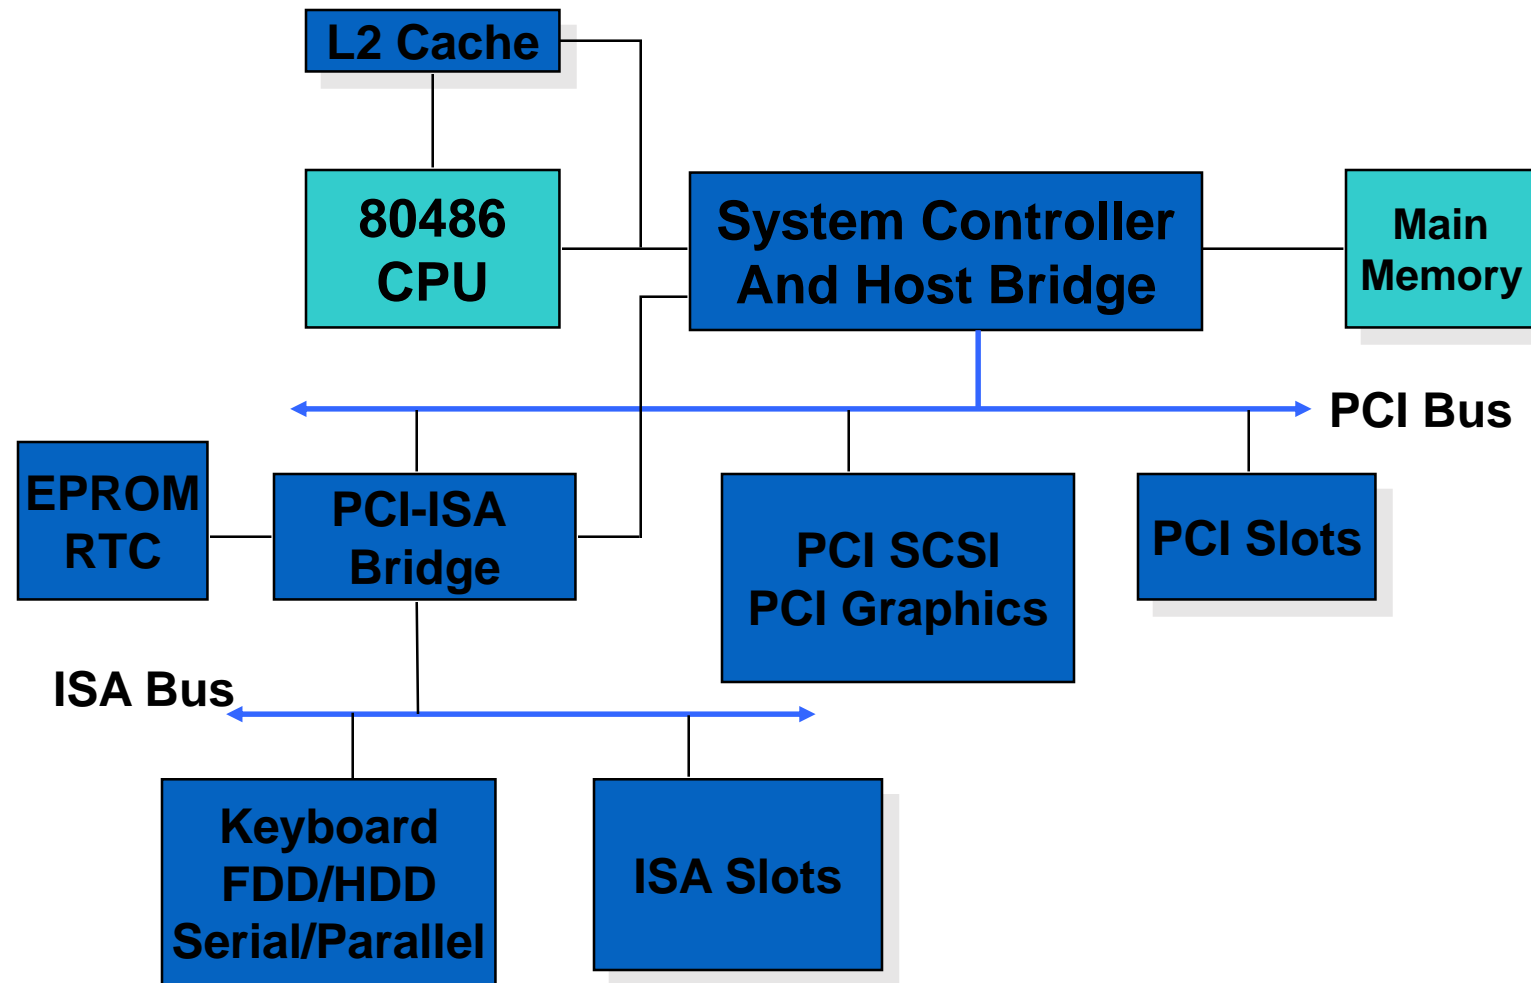 L2 Cache
80486
CPU
System Controller
And Host Bridge
Main
Memory
PCI Bus
EPROM
RTC
PCI-ISA
Bridge
PCI SCSI
PCI Graphics
PCI Slots
ISA Bus
Keyboard
FDD/HDD
Serial/Parallel
ISA Slots